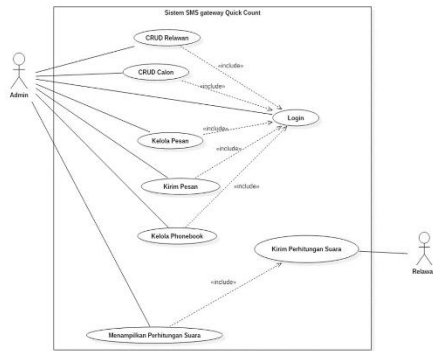 Sistem SMS gateway Quick Count
CRUD Relawan
«include»
CRUD Calon
«include»
Admin
Login
«include»
Kelola Pesan
«include»
Kirim Pesan
«include»
Kelola Phonebook
Kirim Perhitungan Suara
Relawa
«include»
Menampilkan Perhitungan Suara